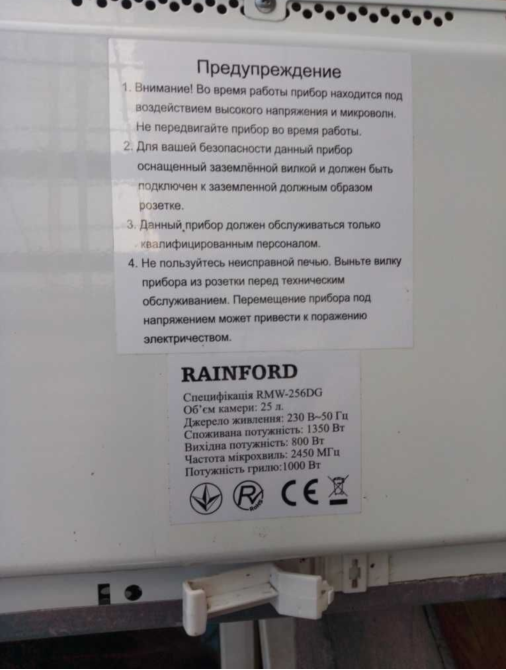 Предупреждение
1. Внимание! Во время работы прибор находится под
воздействием высокого напряжения и микроволн.
Не передвигайте прибор во время работы.
2. Для вашей безопасности данный прибор
оснащенный заземлённой вилкой и должен быть
подключен к заземленной должным образом
розетке.
3. Данный прибор должен обслуживаться только
квалифицированным персоналом.
4. Не пользуйтесь неисправной печью. Выньте вилку
прибора из розетки перед техническим
обслуживанием. Перемещение прибора под
напряжением может привести к поражению
электричеством.
RAINFORD
Специфікація RMW-256DG
Об'єм камери: 25 л.
Джерело живлення: 230 В~50 Гц
Споживана потужність: 1350 Вт
Вихідна потужність: 800 Вт
Частота мікрохвиль: 2450 МГц
Потужність грилю:1000 Вт
CE